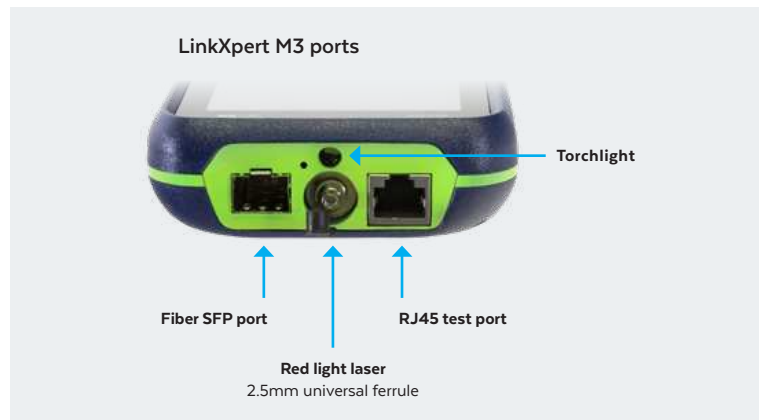 LinkXpert M3 ports
Torchlight
Fiber SFP port
RJ45 test port
Red light laser
2.5mm universal ferrule